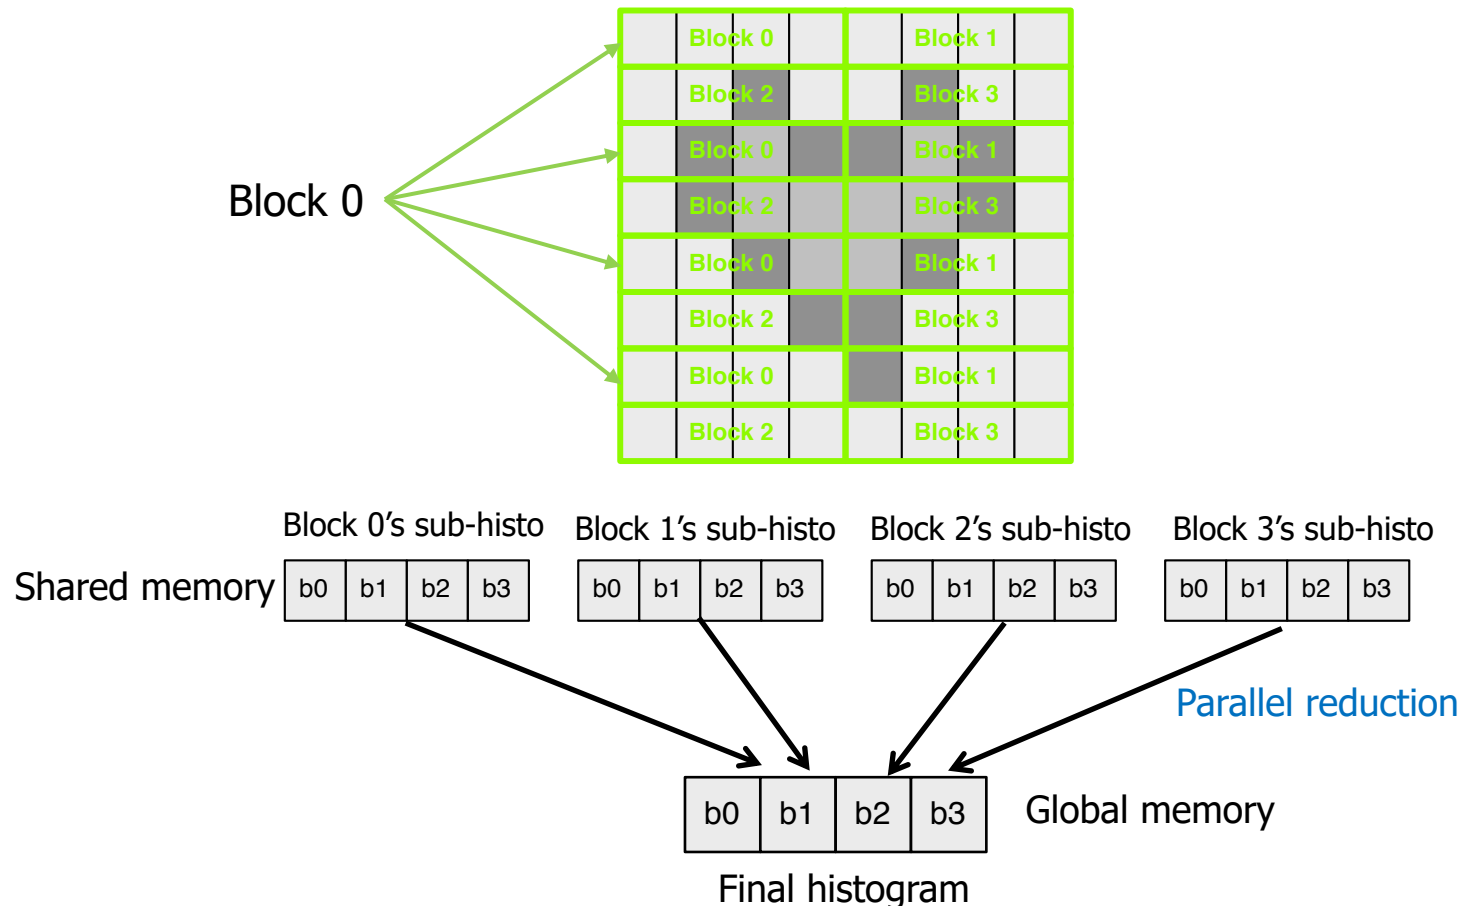 Block 0 Block 1
Block 2 Block 3
Block 0 Block 1
Block 0
Block 2 Block 3
Block 0 Block 1
Block 2 Block 3
Block 0 Block 1
Block 2 Block 3
Block 0’s sub-histo Block 1’s sub-histo Block 2’s sub-histo Block 3’s sub-histo
Shared memory b0 b1 b2 b3 b0 b1 b2 b3 b0 b1 b2 b3 b0 b1 b2 b3
Parallel reduction
b0 b1 b2 b3 Global memory
Final histogram